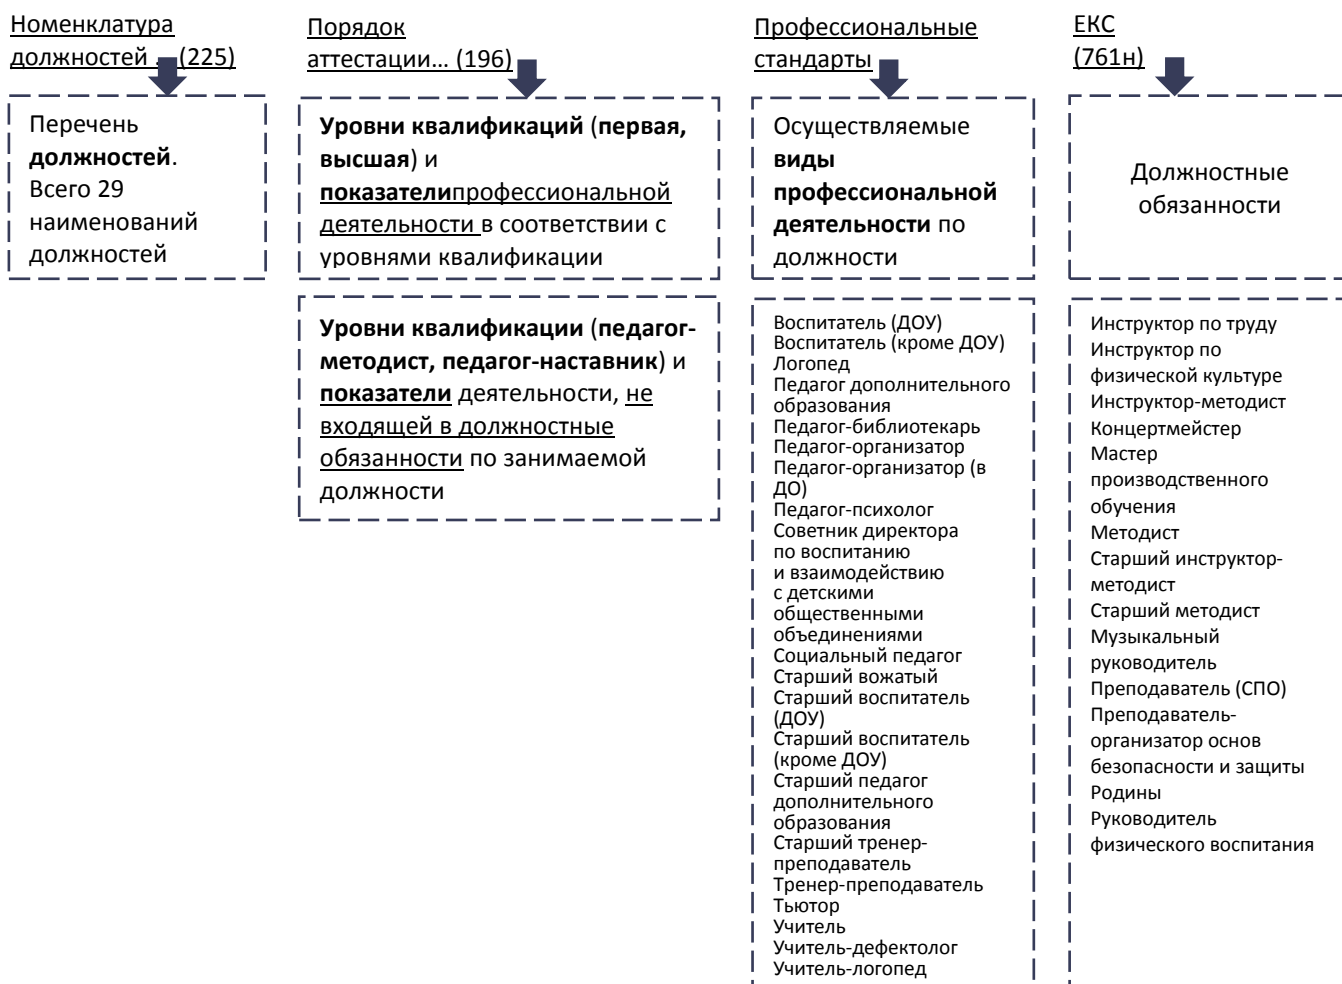 Номенклатура
должностей … (225)
Перечень
должностей.
Всего 29
наименований
должностей
Порядок
аттестации… (196)
Уровни квалификаций (первая,
высшая) и
показателипрофессиональной
деятельности в соответствии с
уровнями квалификации
Уровни квалификации (педагог-
методист, педагог-наставник) и
показатели деятельности, не
входящей в должностные
обязанности по занимаемой
должности
Профессиональные
стандарты
Осуществляемые
виды
профессиональной
деятельности по
должности
Воспитатель (ДОУ)
Воспитатель (кроме ДОУ)
Логопед
Педагог дополнительного
образования
Педагог-библиотекарь
Педагог-организатор
Педагог-организатор (в
ДО)
Педагог-психолог
Советник директора
по воспитанию
и взаимодействию
с детскими
общественными
объединениями
Социальный педагог
Старший вожатый
Старший воспитатель
(ДОУ)
Старший воспитатель
(кроме ДОУ)
Старший педагог
дополнительного
образования
Старший тренер-
преподаватель
Тренер-преподаватель
Тьютор
Учитель
Учитель-дефектолог
Учитель-логопед
ЕКС
(761н)
Должностные
обязанности
Инструктор по труду
Инструктор по
физической культуре
Инструктор-методист
Концертмейстер
Мастер
производственного
обучения
Методист
Старший инструктор-
методист
Старший методист
Музыкальный
руководитель
Преподаватель (СПО)
Преподаватель-
организатор основ
безопасности и защиты
Родины
Руководитель
физического воспитания